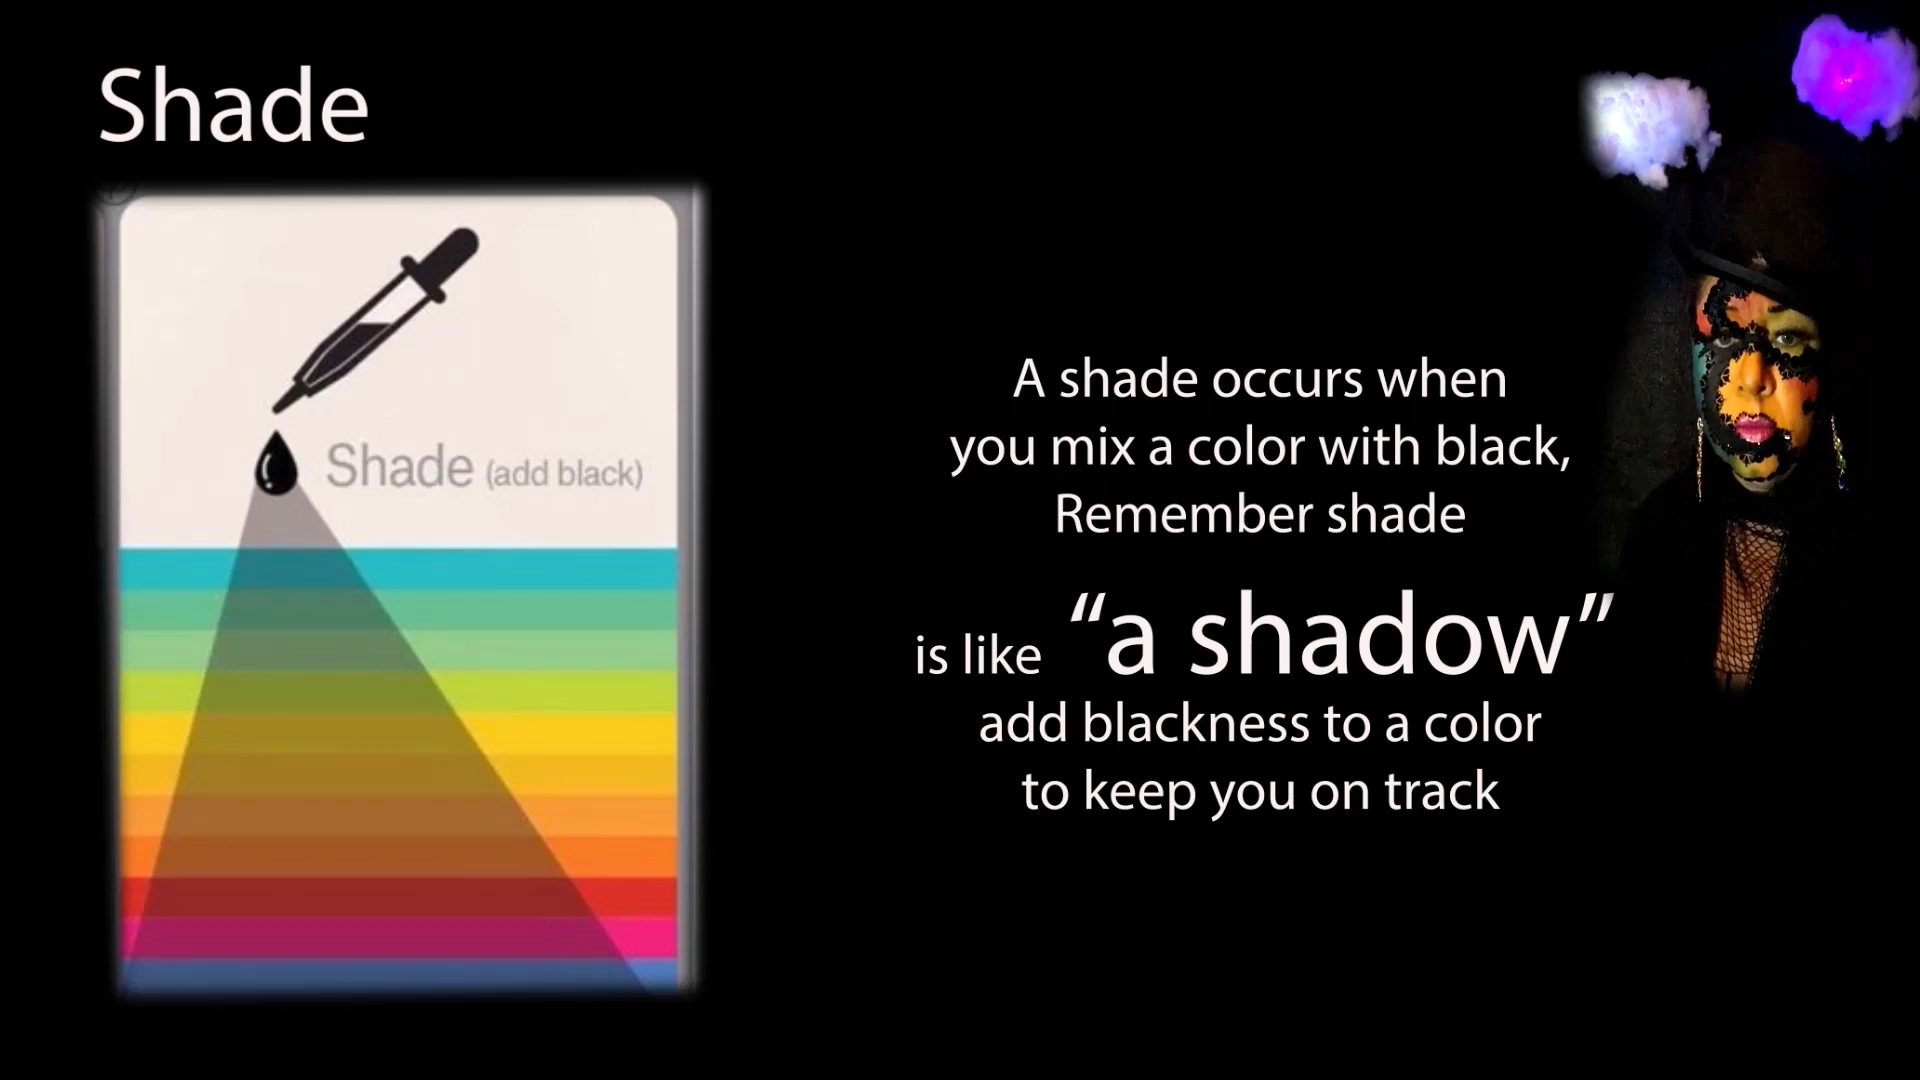 Shade
Shade (add black)
A shade occurs when
you mix a color with black,
Remember shade
is like “a shadow”
add blackness to a color
to keep you on track